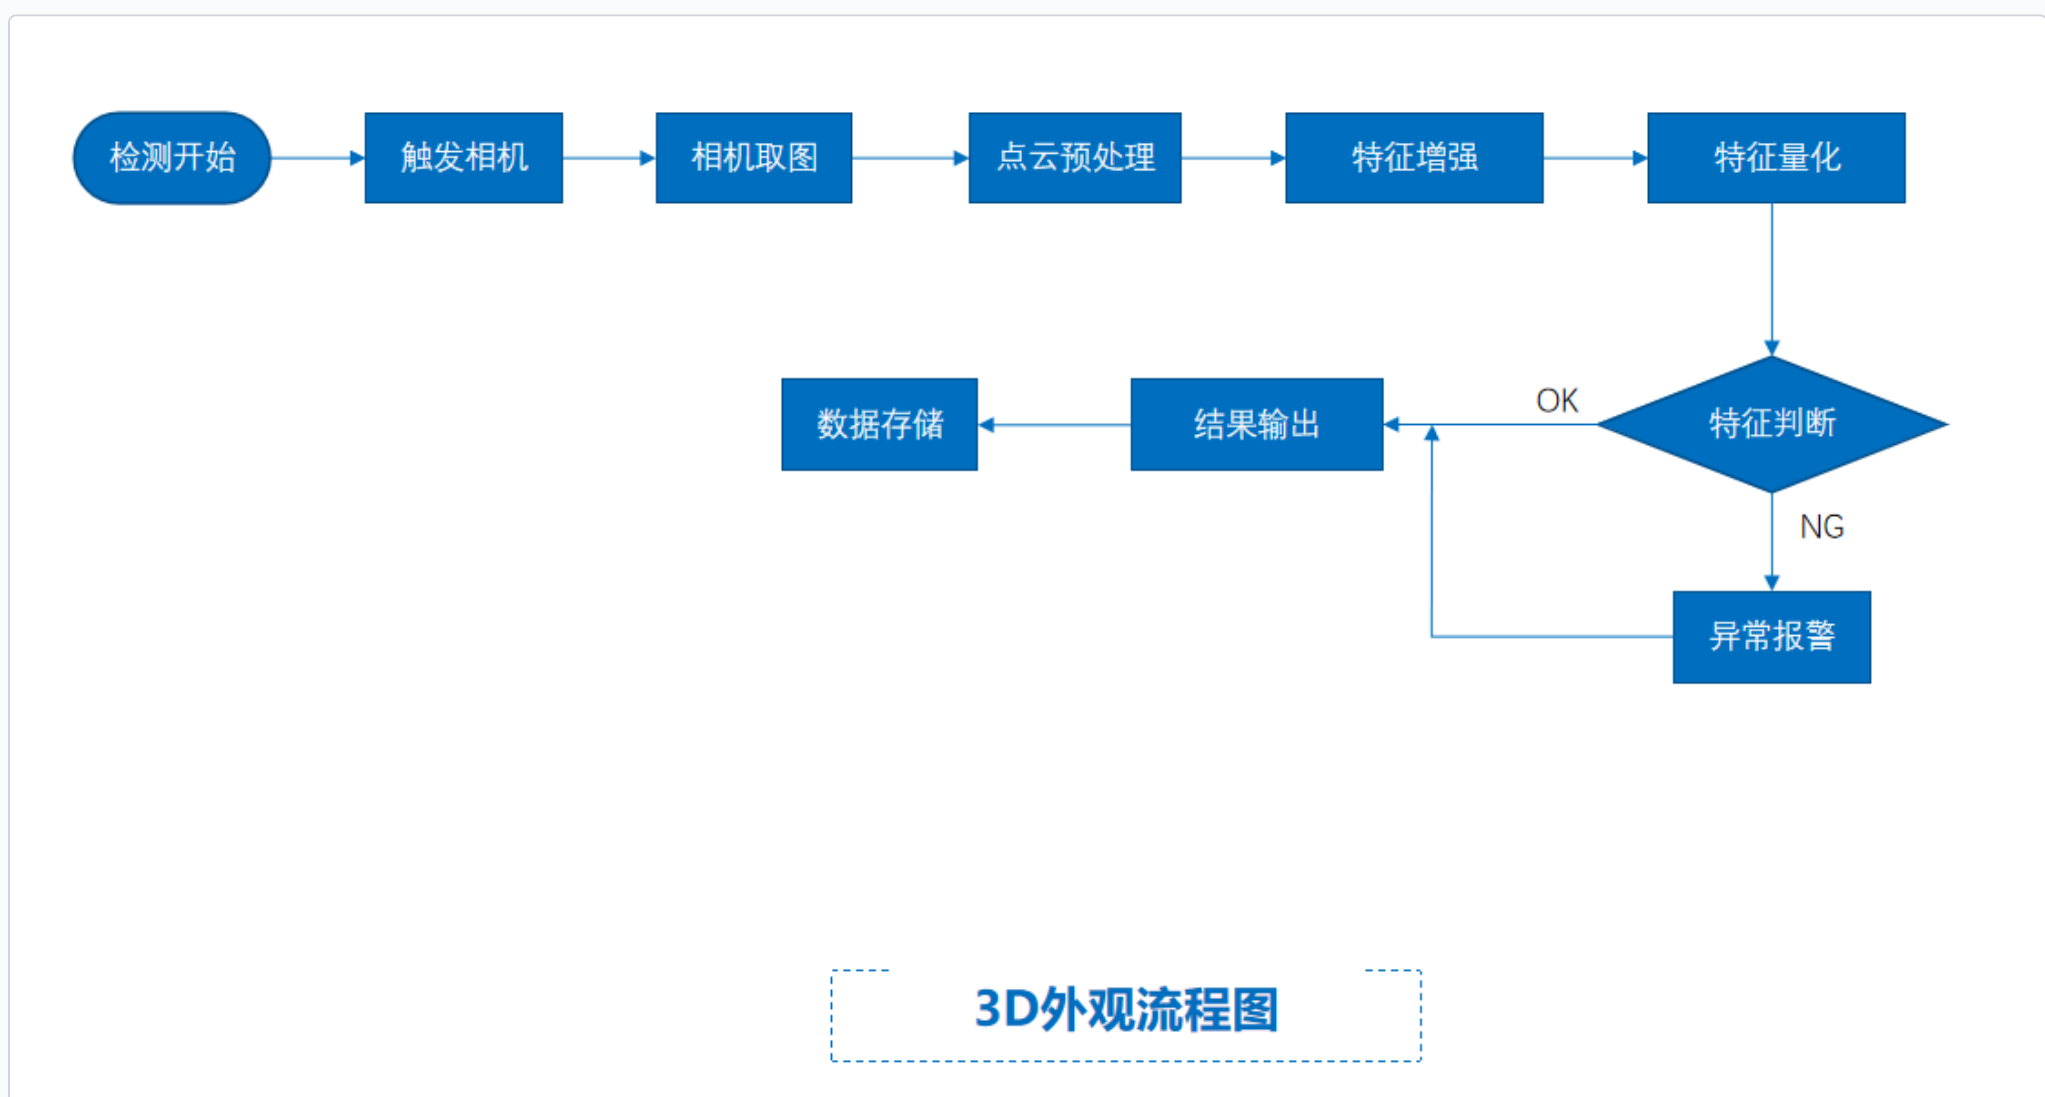 检测开始
触发相机
相机取图
点云预处理
特征增强
特征量化
数据存储
结果输出
OK
特征判断
NG
异常报警
3D外观流程图